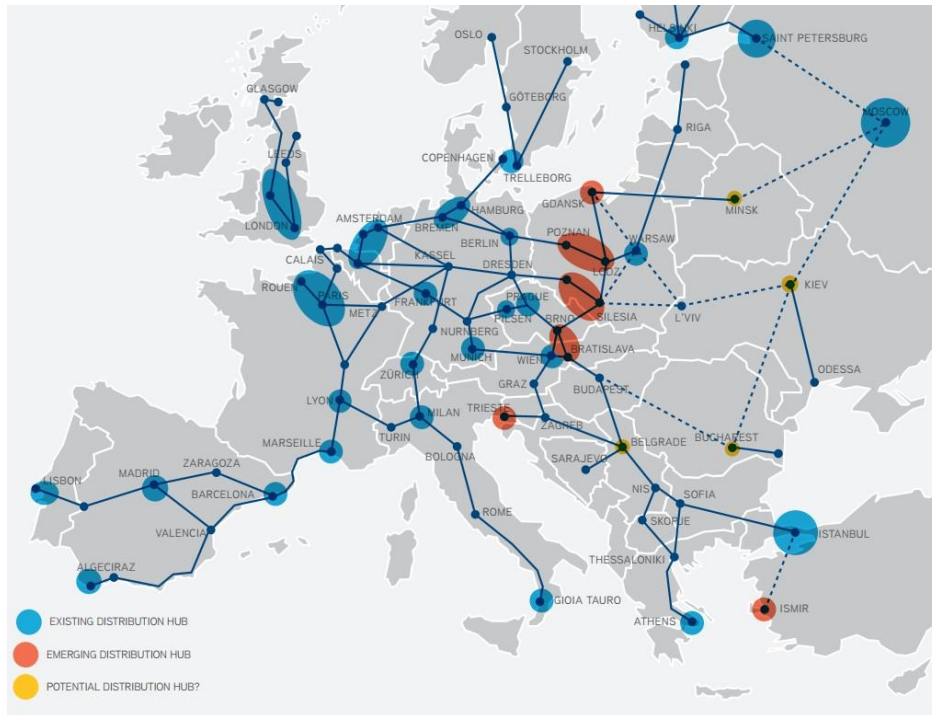 HELSINKI
OSLO
SAINT PETERSBURG
STOCKHOLM
GLASGOW
GÖTEBORG
MOSCOW
RIGA
LEEDS
COPENHAGEN
TRELLEBORG
GDANSK
MINSK
HAMBURG
AMSTERDAM
BREMEN
LONDON
POZNAN
WARSAW
BERLIN
CALAIS
KASSEL
DRESDEN
LODZ
ROUEN
PARIS
FRANKFURT
PRAGUE
KIEV
METZ
PILSEN
BRNO
SILESIA
L'VIV
NURNBERG
MUNICH
WIEN
BRATISLAVA
ZÜRICH
GRAZ
BUDAPEST
ODESSA
LYON
MILAN
TRIESTE
ZAGREB
TURIN
MARSEILLE
BOLOGNA
BELGRADE
BUCHAREST
SARAJEVO
ZARAGOZA
MADRID
LISBON
BARCELONA
NIS
SOFIA
ROME
SKOPJE
VALENCIA
ISTANBUL
THESSALONIKI
ALGECIRAZ
GIOIA TAURO
ISMIR
ATHENS
EXISTING DISTRIBUTION HUB
EMERGING DISTRIBUTION HUB
POTENTIAL DISTRIBUTION HUB?